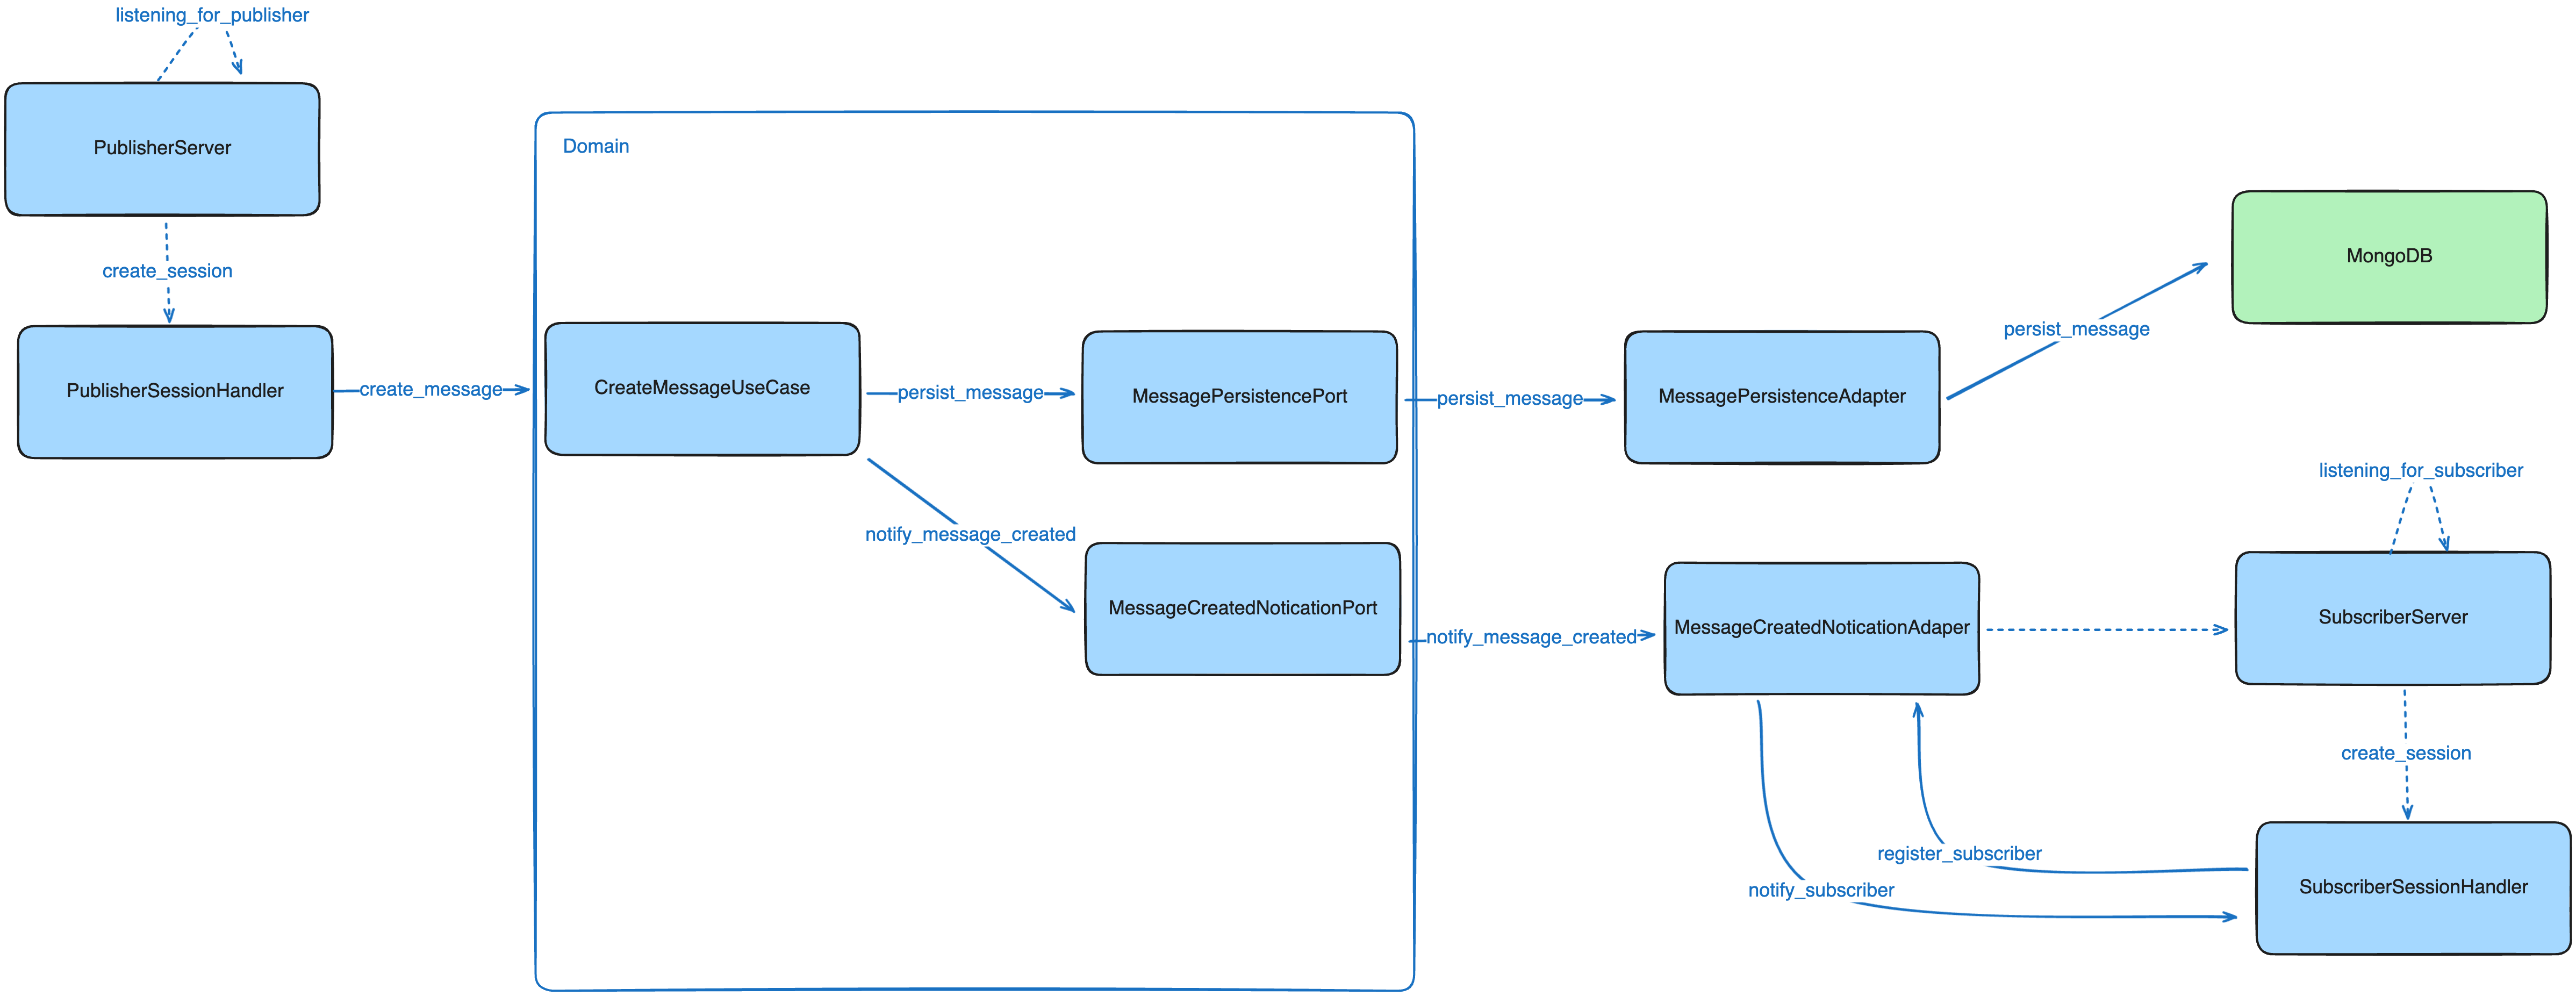 listening_for_publisher
PublisherServer
create_session
PublisherSessionHandler
create_message
Domain
CreateMessageUseCase
persist_message
MessagePersistencePort
notify_message_created
MessageCreatedNoticationPort
persist_message
MessagePersistenceAdapter
persist_message
MongoDB
notify_message_created
MessageCreatedNoticationAdaper
listening_for_subscriber
SubscriberServer
create_session
register_subscriber
notify_subscriber
SubscriberSessionHandler